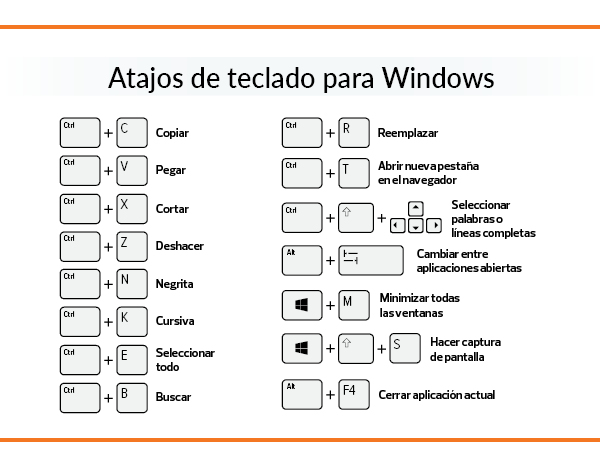 Atajos de teclado para Windows
Ctrl + C Copiar
Ctrl + V Pegar
Ctrl + X Cortar
Ctrl + Z Deshacer
Ctrl + N Negrita
Ctrl + K Cursiva
Ctrl + E Seleccionar
todo
Ctrl + B Buscar
Ctrl + R Reemplazar
Ctrl + T Abrir nueva pestaña
en el navegador
Ctrl + ⇧ + Seleccionar
palabras o
líneas completas
Alt + Cambiar entre
aplicaciones abiertas
+ M Minimizar todas
las ventanas
+ ⇧ + S Hacer captura
de pantalla
Alt + F4 Cerrar aplicación actual